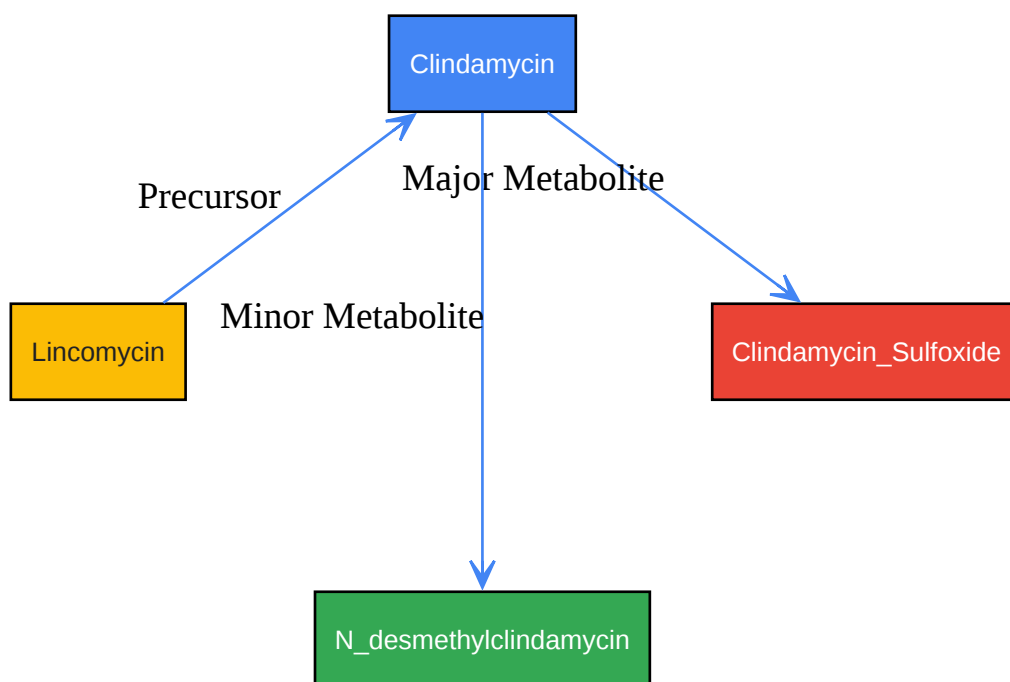 Clindamycin
Major Metabolite
Precursor
Minor Metabolite
Lincomycin
Clindamycin_Sulfoxide
N_desmethylclindamycin